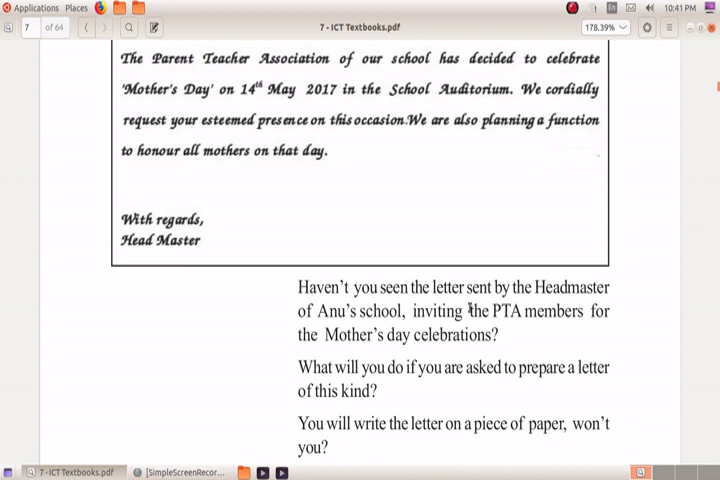 Applications Places En 10:41 PM
7 of 64 7 - ICT Textbooks.pdf 178.39%
The Parent Teacher Association of our school has decided to celebrate
'Mother's Day' on 14th May 2017 in the School Auditorium. We cordially
request your esteemed presence on this occasion.We are also planning a function
to honour all mothers on that day.
With regards,
Head Master
Haven't you seen the letter sent by the Headmaster
of Anu's school, inviting the PTA members for
the Mother's day celebrations?
What will you do if you are asked to prepare a letter
of this kind?
You will write the letter on a piece of paper, won't
you?
7 - ICT Textbooks.pdf [SimpleScreenRecor...